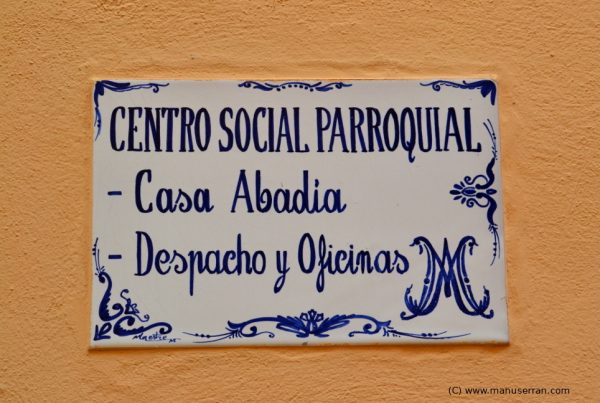 CENTRO SOCIAL PARROQUIAL
- Casa Abadia
- Despacho y Oficinas
(C) www.mahuserran.com